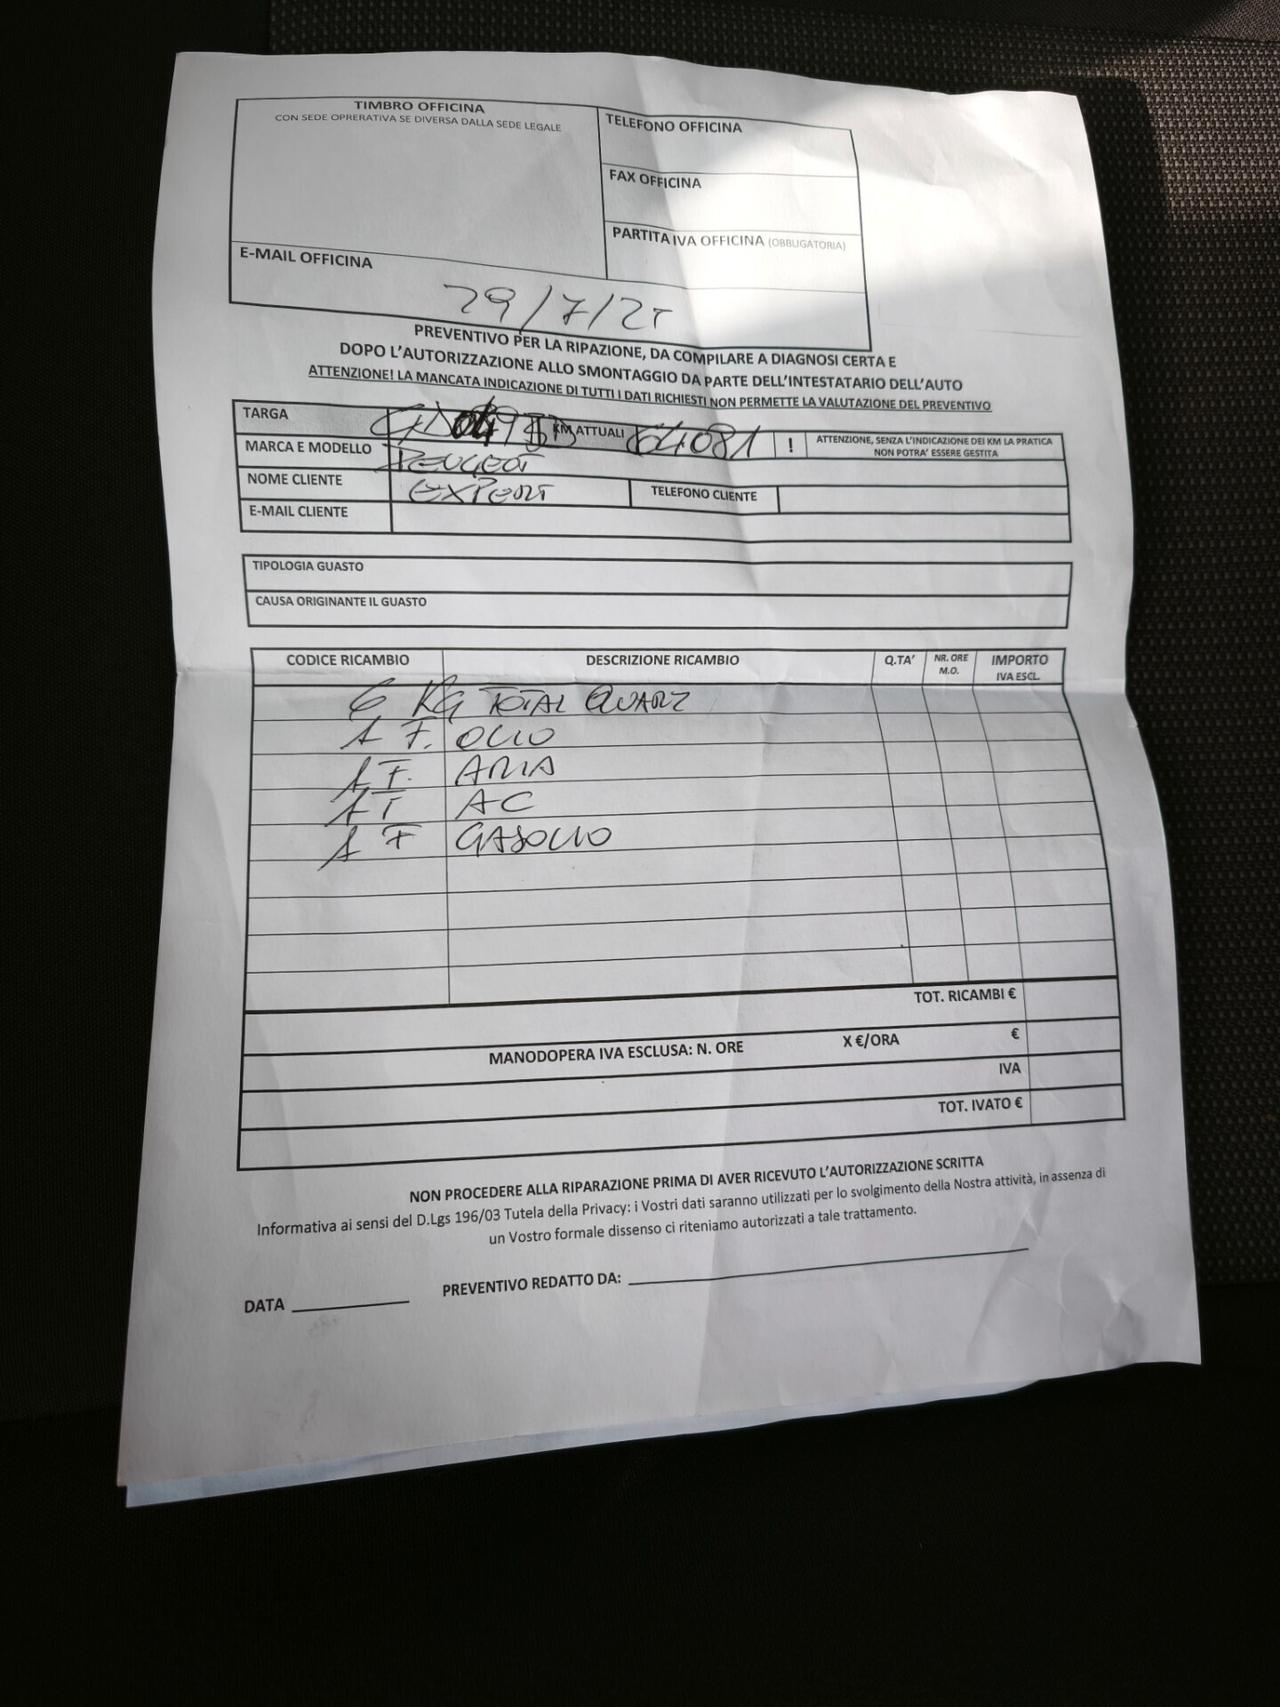 TIMBRO OFFICINA
CON SEDE OPRERATIVA SE DIVERSA DALLA SEDE LEGALE
TELEFONO OFFICINA
FAX OFFICINA
PARTITA IVA OFFICINA (OBBLIGATORIA)
E-MAIL OFFICINA
29/7/25
PREVENTIVO PER LA RIPAZIONE, DA COMPILARE A DIAGNOSI CERTA E
DOPO L'AUTORIZZAZIONE ALLO SMONTAGGIO DA PARTE DELL'INTESTATARIO DELL'AUTO
ATTENZIONE! LA MANCATA INDICAZIONE DI TUTTI I DATI RICHIESTI NON PERMETTE LA VALUTAZIONE DEL PREVENTIVO
TARGA
KM ATTUALI 64081 ! ATTENZIONE, SENZA L'INDICAZIONE DEI KM LA PRATICA
NON POTRA' ESSERE GESTITA
MARCA E MODELLO PEUGEOT
NOME CLIENTE EXPERT TELEFONO CLIENTE
E-MAIL CLIENTE
TIPOLOGIA GUASTO
CAUSA ORIGINANTE IL GUASTO
CODICE RICAMBIO DESCRIZIONE RICAMBIO Q.TA' NR. ORE M.O. IMPORTO IVA ESCL.
6 KG TOTAL QUARZ
1 F. OLIO
1 F. ARIA
1 F AC
1 F GASOLIO
TOT. RICAMBI €
MANODOPERA IVA ESCLUSA: N. ORE X €/ORA €
IVA
TOT. IVATO €
NON PROCEDERE ALLA RIPARAZIONE PRIMA DI AVER RICEVUTO L'AUTORIZZAZIONE SCRITTA
Informativa ai sensi del D.Lgs 196/03 Tutela della Privacy: i Vostri dati saranno utilizzati per lo svolgimento della Nostra attività, in assenza di
un Vostro formale dissenso ci riteniamo autorizzati a tale trattamento.
DATA PREVENTIVO REDATTO DA: